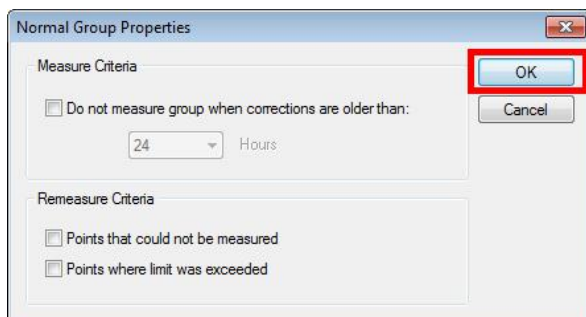 Normal Group Properties
Measure Criteria
OK
Do not measure group when corrections are older than:
Cancel
24 Hours
Remeasure Criteria
Points that could not be measured
Points where limit was exceeded